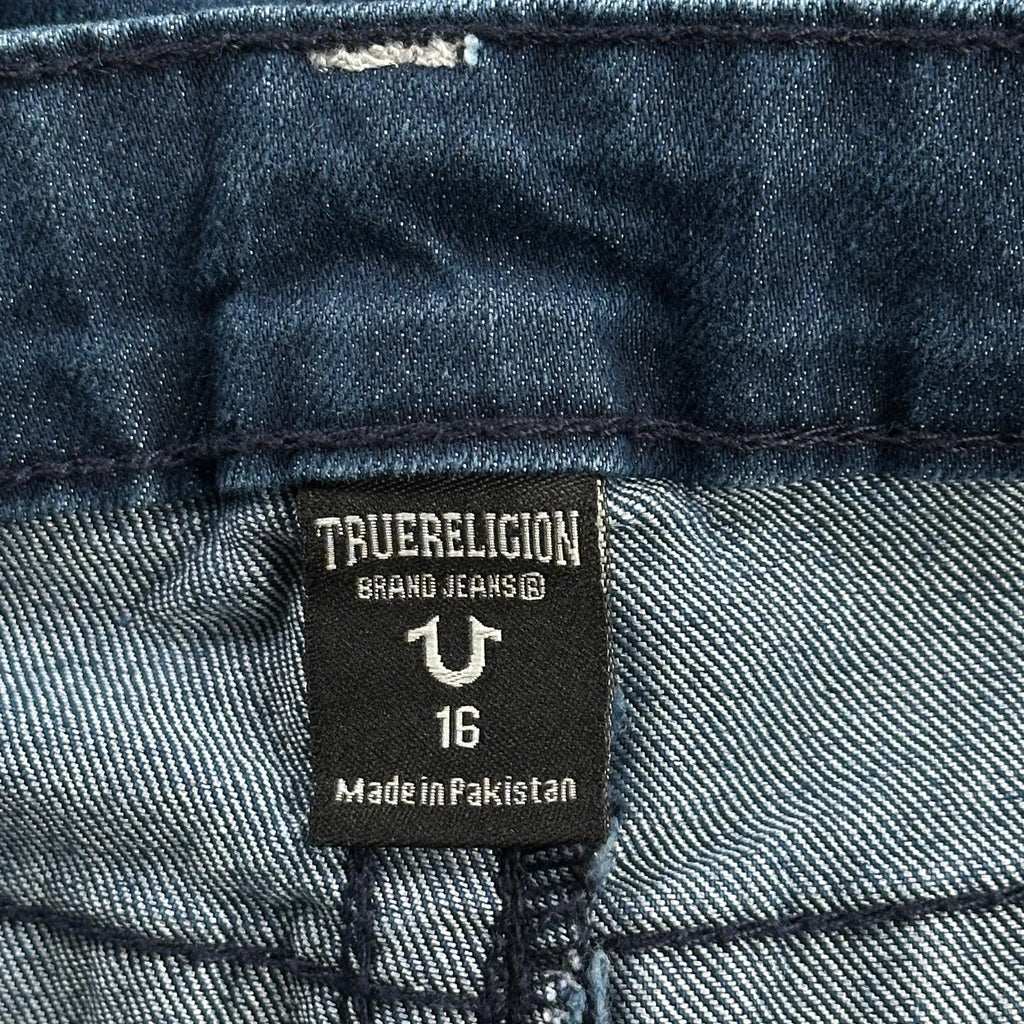 TRUERELIGION
BRAND JEANS®
16
Made in Pakistan